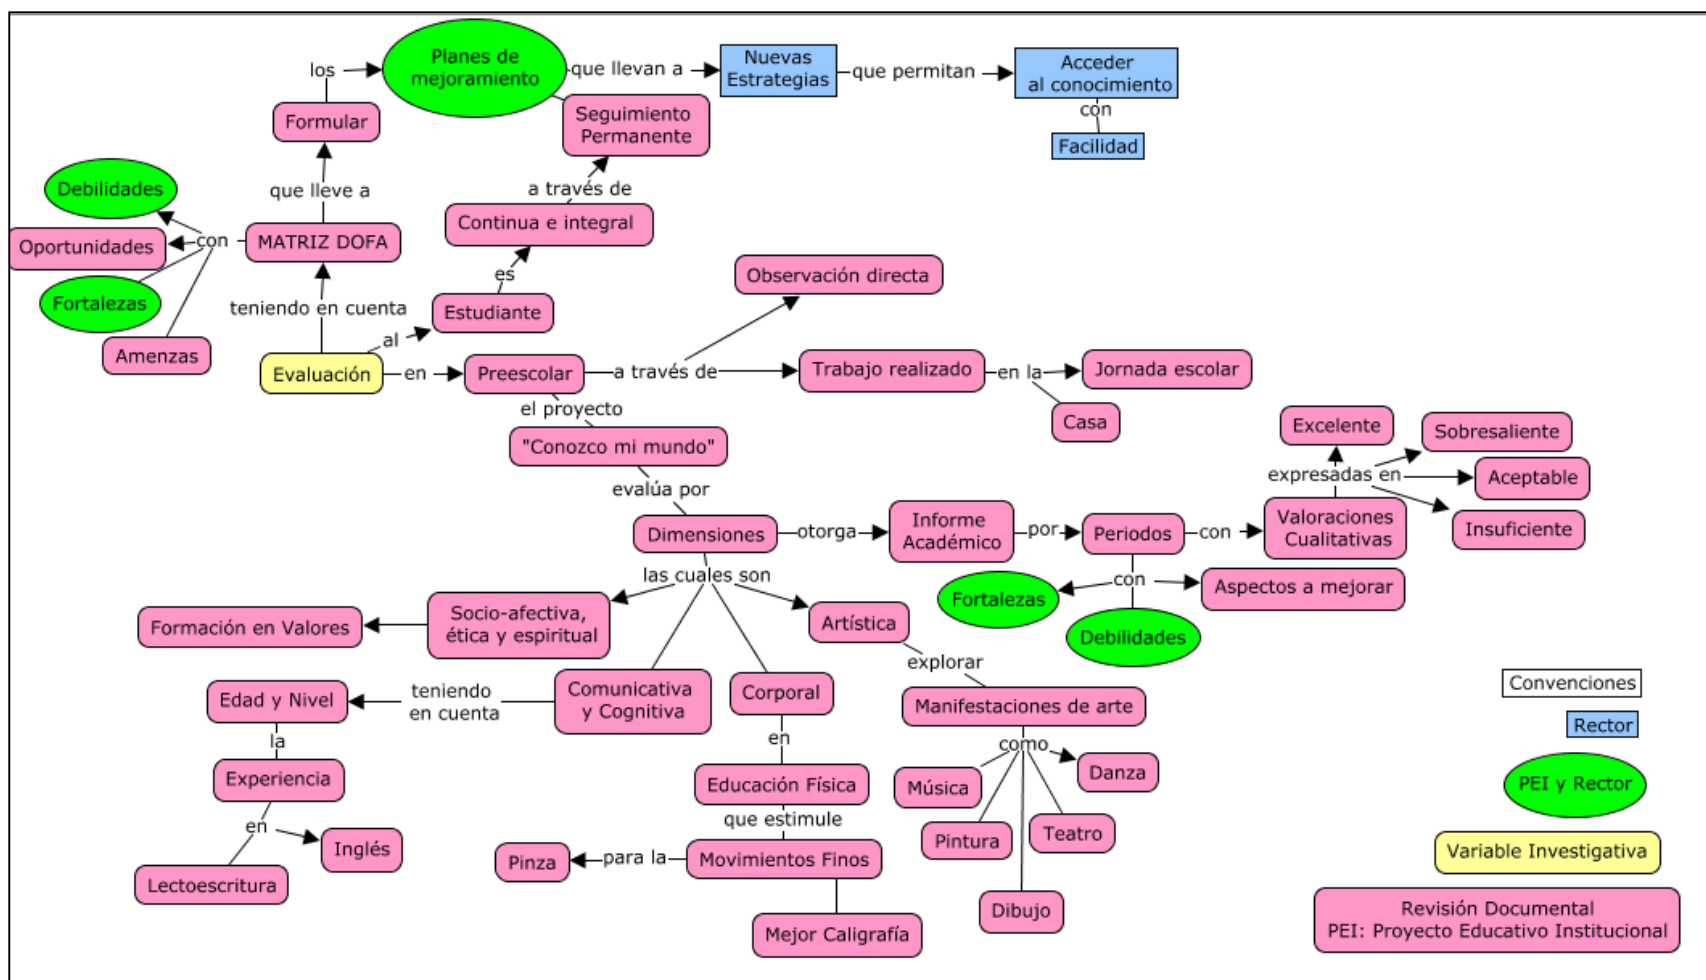 Planes de
mejoramiento
los
que llevan a
Nuevas
Estrategias
que permitan
Acceder
al conocimiento
con
Facilidad
Formular
Seguimiento
Permanente
Debilidades
que lleve a
a través de
Oportunidades
con
MATRIZ DOFA
Continua e integral
Fortalezas
teniendo en cuenta
es
Observación directa
Estudiante
al
Amenzas
Evaluación
en
Preescolar
a través de
Trabajo realizado
en la
Jornada escolar
Casa
el proyecto
"Conozco mi mundo"
evalúa por
Excelente
Sobresaliente
expresadas en
Aceptable
Insuficiente
Dimensiones
otorga
Informe
Académico
por
Periodos
con
Valoraciones
Cualitativas
las cuales son
con
Fortalezas
Aspectos a mejorar
Debilidades
Formación en Valores
Socio-afectiva,
ética y espiritual
Artística
explorar
Edad y Nivel
teniendo
en cuenta
Comunicativa
y Cognitiva
Corporal
Manifestaciones de arte
la
en
como
Experiencia
Educación Física
Música
Danza
en
que estimule
Pintura
Teatro
Inglés
Lectoescritura
Pinza
para la
Movimientos Finos
Dibujo
Mejor Caligrafía
Convenciones
Rector
PEI y Rector
Variable Investigativa
Revisión Documental
PEI: Proyecto Educativo Institucional